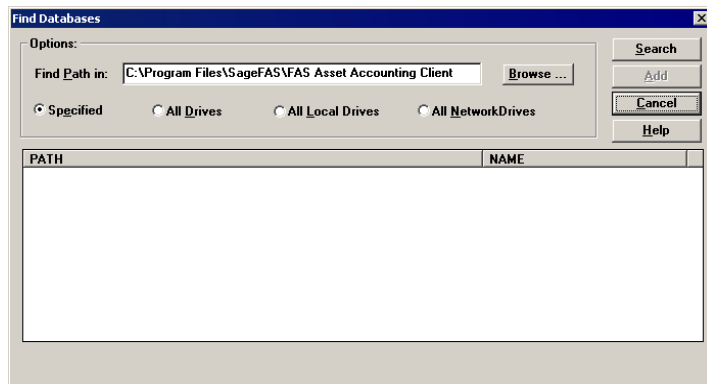 Find Databases
Options:
Find Path in: C:\Program Files\SageFAS\FAS Asset Accounting Client Browse ...
Specified All Drives All Local Drives All NetworkDrives
Search
Add
Cancel
Help
PATH NAME